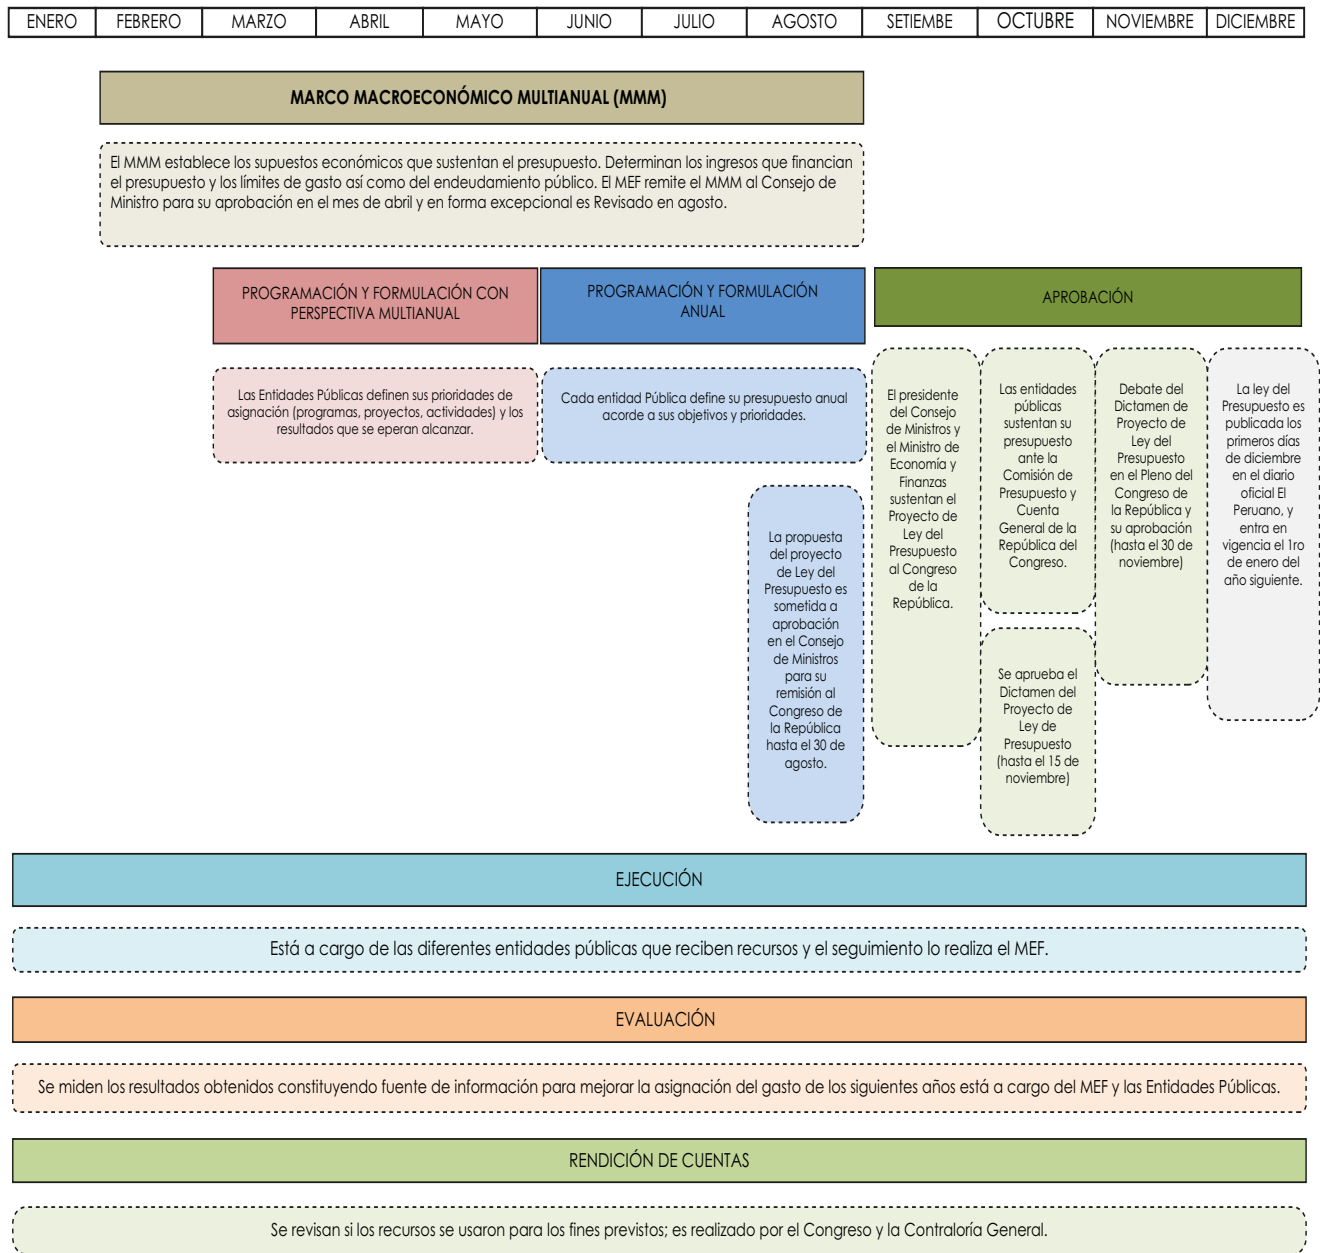 ENERO FEBRERO MARZO ABRIL MAYO JUNIO JULIO AGOSTO SETIEMBE OCTUBRE NOVIEMBRE DICIEMBRE
MARCO MACROECONÓMICO MULTIANUAL (MMM)
El MMM establece los supuestos económicos que sustentan el presupuesto. Determinan los ingresos que financian
el presupuesto y los límites de gasto así como del endeudamiento público. El MEF remite el MMM al Consejo de
Ministro para su aprobación en el mes de abril y en forma excepcional es Revisado en agosto.
PROGRAMACIÓN Y FORMULACIÓN CON
PERSPECTIVA MULTIANUAL
PROGRAMACIÓN Y FORMULACIÓN
ANUAL
APROBACIÓN
Las Entidades Públicas definen sus prioridades de
asignación (programas, proyectos, actividades) y los
resultados que se eperan alcanzar.
Cada entidad Pública define su presupuesto anual
acorde a sus objetivos y prioridades.
La propuesta
del proyecto
de Ley del
Presupuesto es
sometida a
aprobación
en el Consejo
de Ministros
para su
remisión al
Congreso de
la República
hasta el 30 de
agosto.
El presidente
del Consejo
de Ministros y
el Ministro de
Economía y
Finanzas
sustentan el
Proyecto de
Ley del
Presupuesto
al Congreso
de la
República.
Las entidades
públicas
sustentan su
presupuesto
ante la
Comisión de
Presupuesto y
Cuenta
General de la
República del
Congreso.
Se aprueba el
Dictamen del
Proyecto de
Ley de
Presupuesto
(hasta el 15 de
noviembre)
Debate del
Dictamen de
Proyecto de
Ley del
Presupuesto
en el Pleno del
Congreso de
la República y
su aprobación
(hasta el 30 de
noviembre)
La ley del
Presupuesto es
publicada los
primeros días
de diciembre
en el diario
oficial El
Peruano, y
entra en
vigencia el 1ro
de enero del
año siguiente.
EJECUCIÓN
Está a cargo de las diferentes entidades públicas que reciben recursos y el seguimiento lo realiza el MEF.
EVALUACIÓN
Se miden los resultados obtenidos constituyendo fuente de información para mejorar la asignación del gasto de los siguientes años está a cargo del MEF y las Entidades Públicas.
RENDICIÓN DE CUENTAS
Se revisan si los recursos se usaron para los fines previstos; es realizado por el Congreso y la Contraloría General.